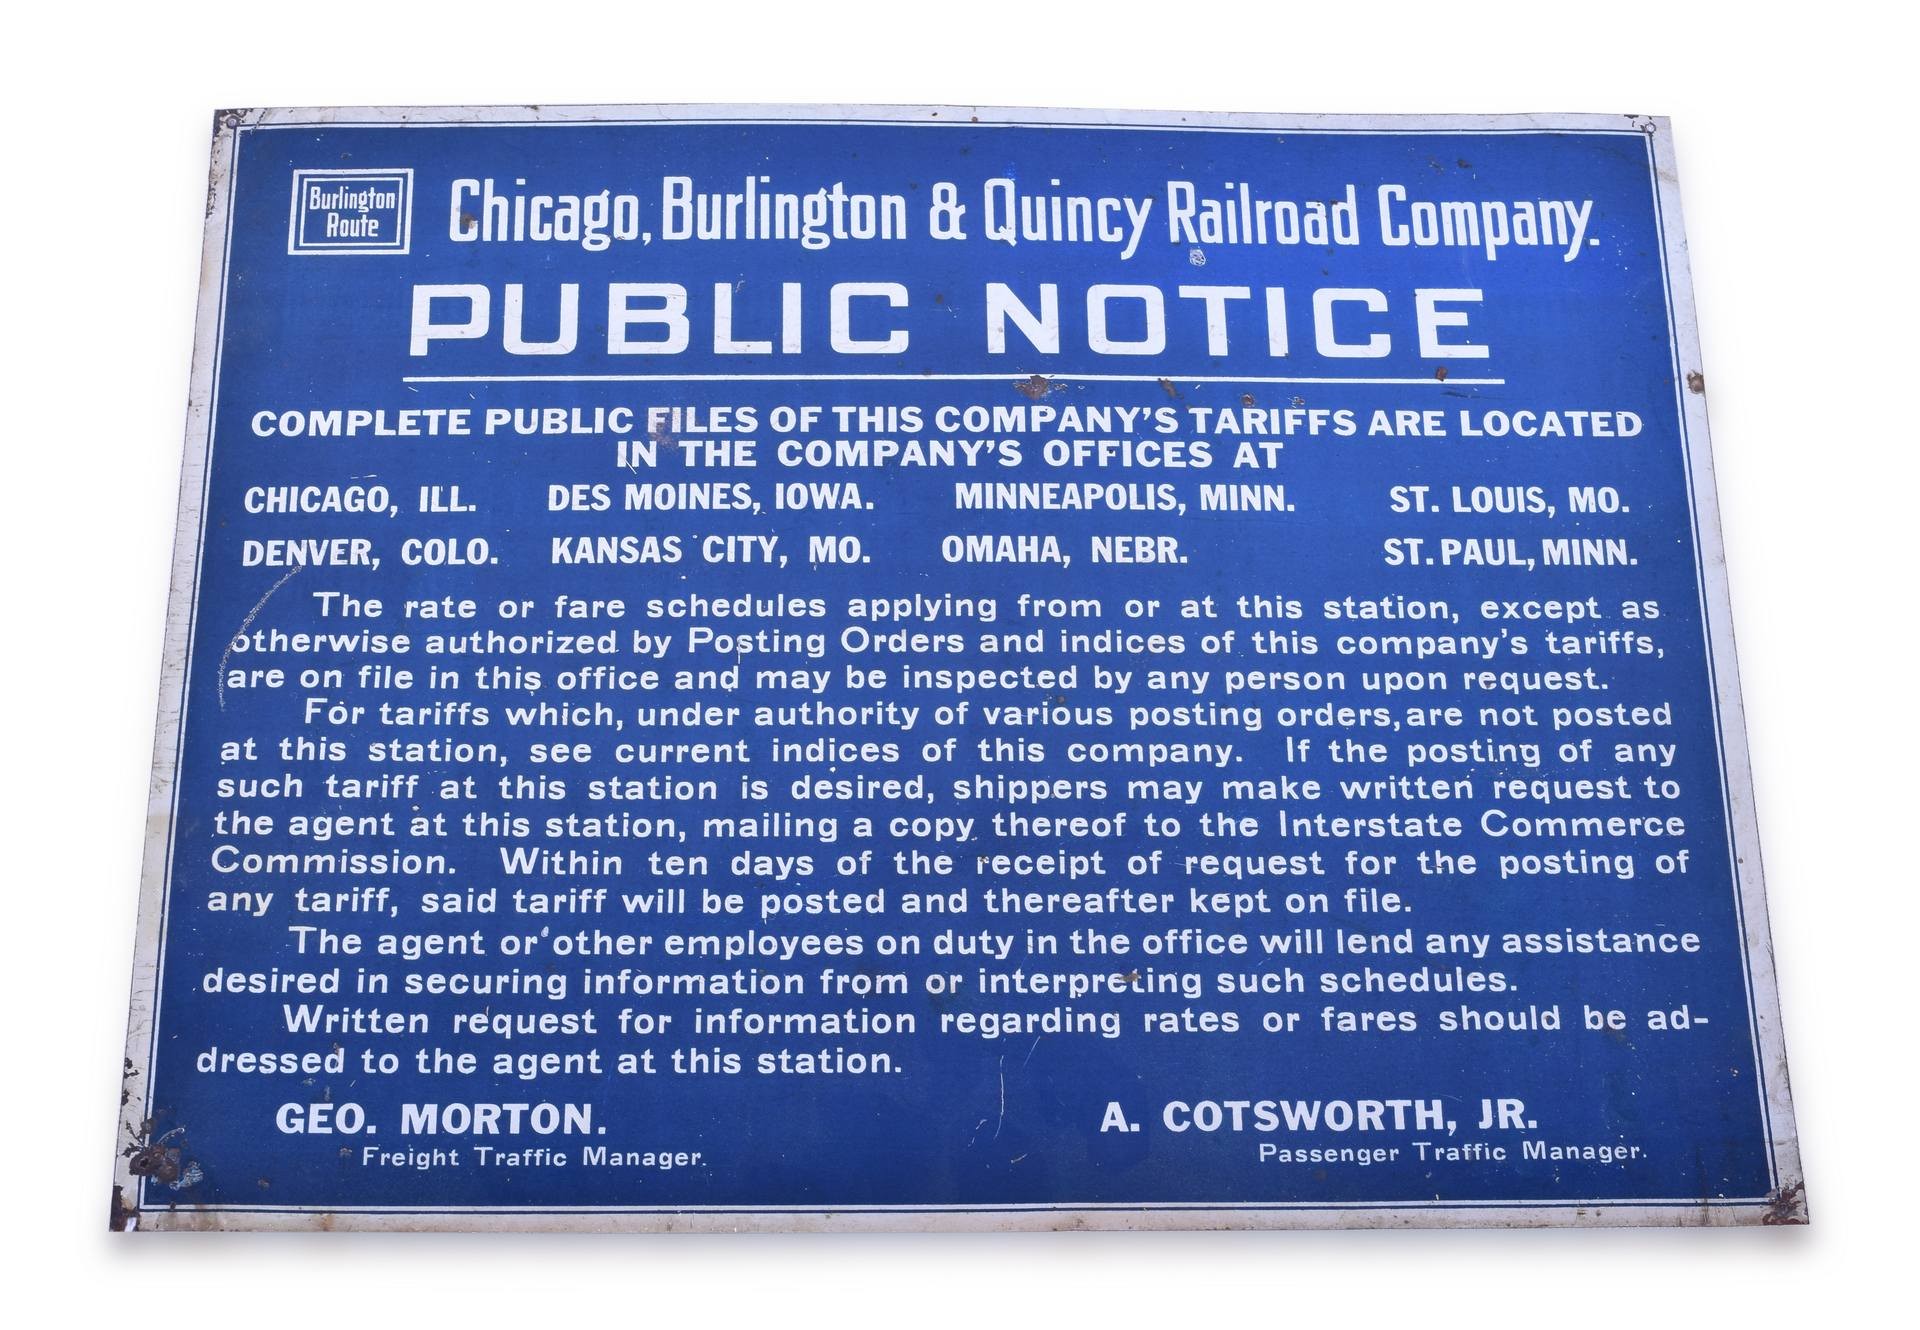 Burlington
Route
Chicago, Burlington & Quincy Railroad Company.
PUBLIC NOTICE
COMPLETE PUBLIC FILES OF THIS COMPANY'S TARIFFS ARE LOCATED
IN THE COMPANY'S OFFICES AT
CHICAGO, ILL. DES MOINES, IOWA. MINNEAPOLIS, MINN. ST. LOUIS, MO.
DENVER, COLO. KANSAS CITY, MO. OMAHA, NEBR. ST. PAUL, MINN.
The rate or fare schedules applying from or at this station, except as
otherwise authorized by Posting Orders and indices of this company's tariffs,
are on file in this office and may be inspected by any person upon request.
For tariffs which, under authority of various posting orders, are not posted
at this station, see current indices of this company. If the posting of any
such tariff at this station is desired, shippers may make written request to
the agent at this station, mailing a copy thereof to the Interstate Commerce
Commission. Within ten days of the receipt of request for the posting of
any tariff, said tariff will be posted and thereafter kept on file.
The agent or other employees on duty in the office will lend any assistance
desired in securing information from or interpreting such schedules.
Written request for information regarding rates or fares should be ad-
dressed to the agent at this station.
GEO. MORTON. A. COTSWORTH, JR.
Freight Traffic Manager. Passenger Traffic Manager.